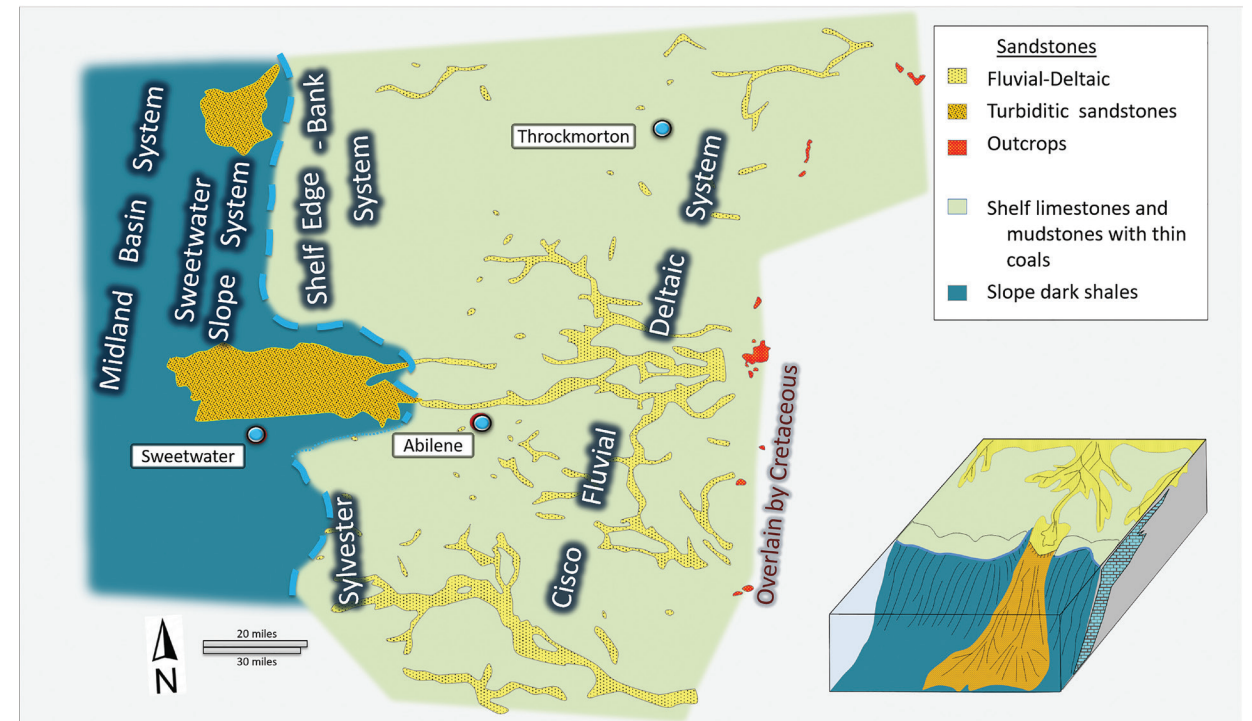 Midland Basin System
Sweetwater
Slope System
Shelf Edge - Bank
System
Throckmorton
Cisco Fluvial Deltaic System
Sweetwater
Abilene
Sylvester
Overlain by Cretaceous
N
20 miles
30 miles
Sandstones
Fluvial-Deltaic
Turbiditic sandstones
Outcrops
Shelf limestones and
mudstones with thin
coals
Slope dark shales